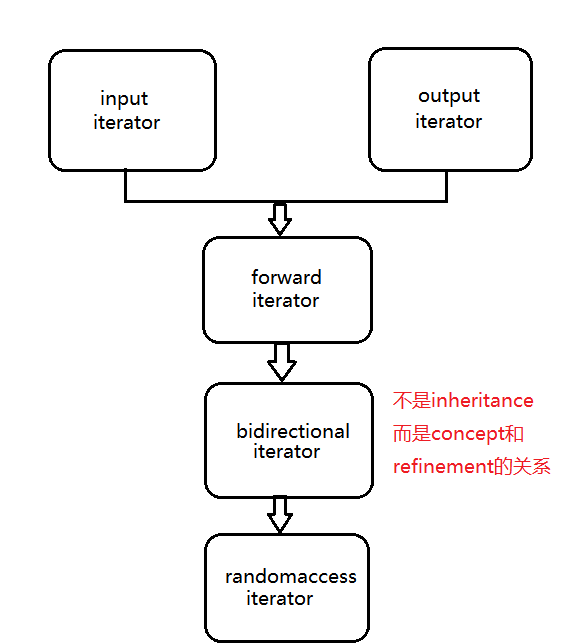 input
iterator
output
iterator
forward
iterator
bidirectional
iterator
不是inheritance
而是concept和
refinement的关系
randomaccess
iterator